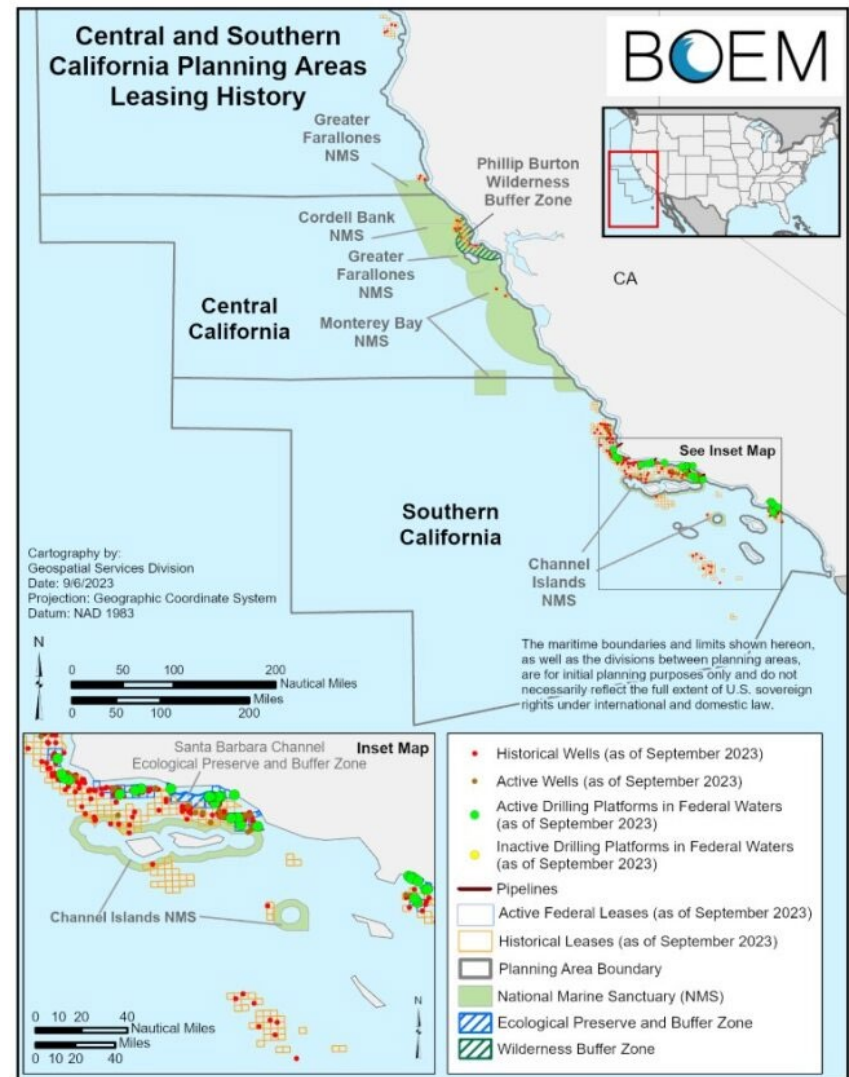 Central and Southern
California Planning Areas
Leasing History
BOEM
Greater
Farallones
NMS
Phillip Burton
Wilderness
Buffer Zone
Cordell Bank
NMS
Greater
Farallones
NMS
CA
Central
California
Monterey Bay
NMS
See Inset Map
Southern
California
Channel
Islands
NMS
Cartography by:
Geospatial Services Division
Date: 9/6/2023
Projection: Geographic Coordinate System
Datum: NAD 1983
The maritime boundaries and limits shown hereon,
as well as the divisions between planning areas,
are for initial planning purposes only and do not
necessarily reflect the full extent of U.S. sovereign
rights under international and domestic law.
N
0 50 100 200
Nautical Miles
Miles
0 50 100 200
Santa Barbara Channel
Ecological Preserve and Buffer Zone
Inset Map
Channel Islands NMS
0 10 20 40
Nautical Miles
Miles
0 10 20 40
N
Historical Wells (as of September 2023)
Active Wells (as of September 2023)
Active Drilling Platforms in Federal Waters
(as of September 2023)
Inactive Drilling Platforms in Federal Waters
(as of September 2023)
Pipelines
Active Federal Leases (as of September 2023)
Historical Leases (as of September 2023)
Planning Area Boundary
National Marine Sanctuary (NMS)
Ecological Preserve and Buffer Zone
Wilderness Buffer Zone